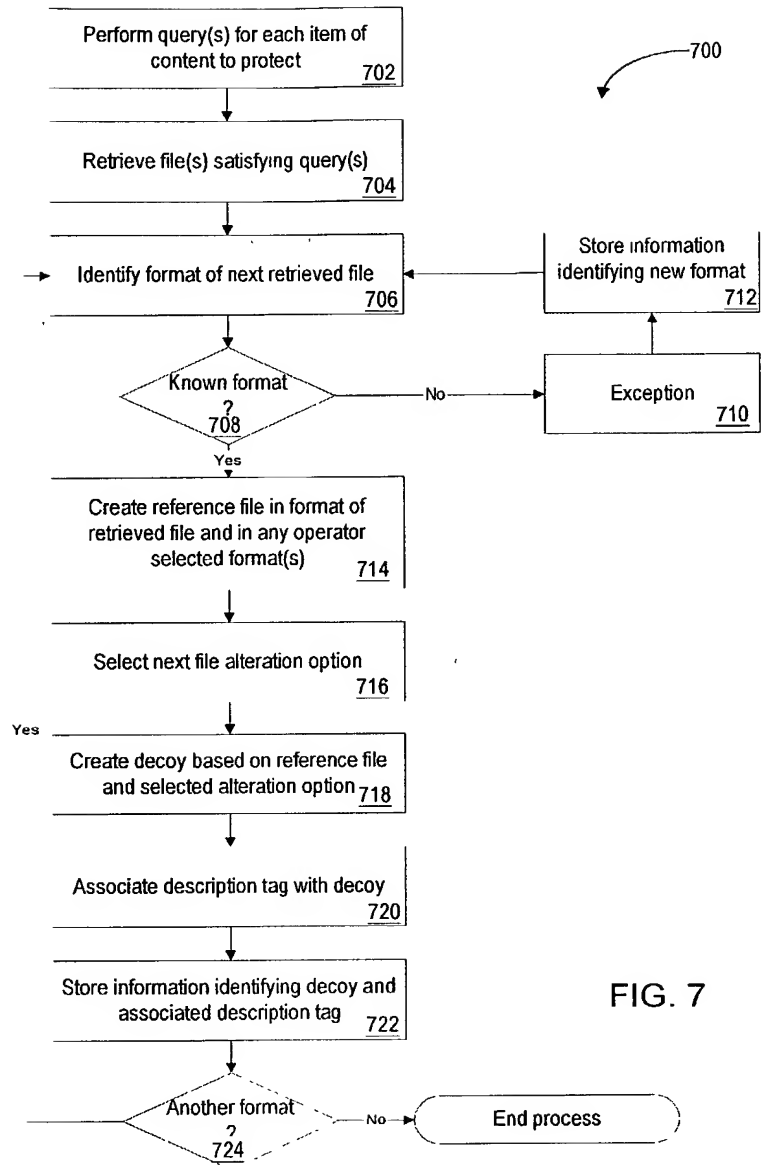 Perform query(s) for each item of
content to protect
702
700
Retrieve file(s) satisfying query(s)
704
Identify format of next retrieved file
706
Store information
identifying new format
712
Known format
?
708
No
Exception
710
Yes
Create reference file in format of
retrieved file and in any operator
selected format(s)
714
Select next file alteration option
716
Yes
Create decoy based on reference file
and selected alteration option
718
Associate description tag with decoy
720
Store information identifying decoy and
associated description tag
722
FIG. 7
Another format
?
724
No
End process